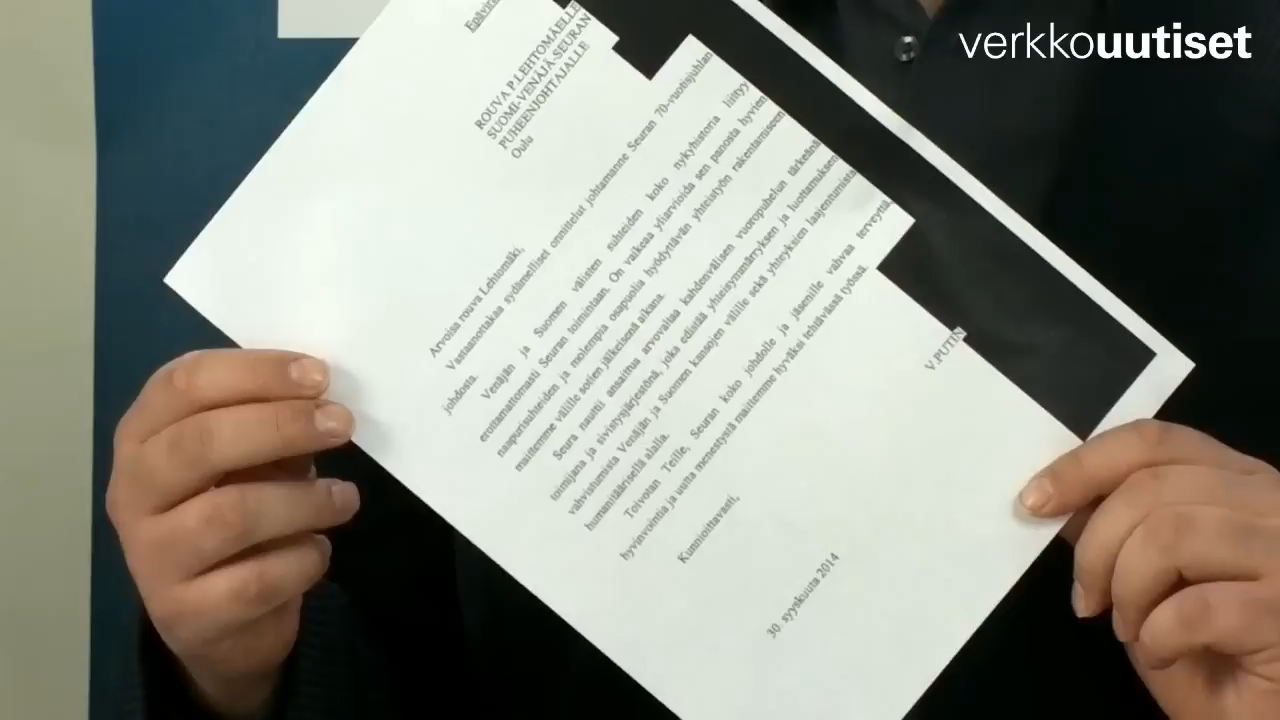 verkkouutiset
Epävira
ROUVA P.LEHTOMÄELLE
SUOMI-VENÄJÄ-SEURAN
PUHEENJOHTAJALLE
Oulu
Arvoisa rouva Lehtomäki,
Vastaanottakaa sydämelliset onnittelut johtamanne Seuran 70-vuotisjuhlan
johdosta.
Venäjän ja Suomen välisten suhteiden koko nykyhistoria liittyy
erottamattomasti Seuran toimintaan. On vaikeaa yliarvioida sen panosta hyvien
naapurisuhteiden ja molempia osapuolia hyödyttävän yhteistyön rakentamiseen
maittemme välille sotien jälkeisenä aikana.
Seura nauttii ansaittua arvovaltaa kahdenvälisen vuoropuhelun tärkeänä
toimijana ja sivistysjärjestönä, joka edistää yhteisymmärryksen ja luottamuksen
vahvistumista Venäjän ja Suomen kansojen välille sekä yhteyksien laajentumista
humanitäärisellä alalla.
Toivotan Teille, Seuran koko johdolle ja jäsenille vahvaa terveyttä,
hyvinvointia ja uutta menestystä maittemme hyväksi tehtävässä työssä.
Kunnioittavasti,
V.PUTIN
30. syyskuuta 2014